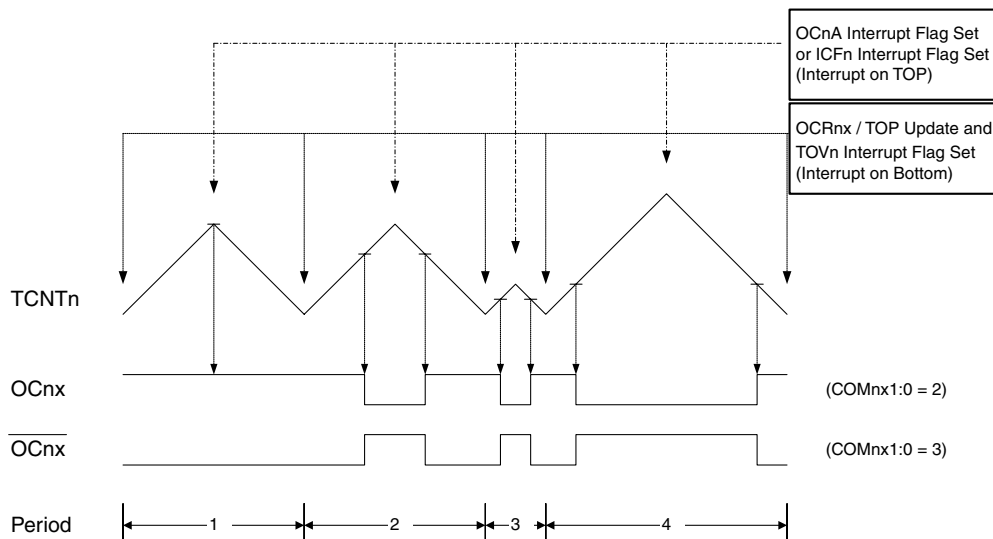 OCnA Interrupt Flag Set
or ICFn Interrupt Flag Set
(Interrupt on TOP)
OCRnx / TOP Update and
TOVn Interrupt Flag Set
(Interrupt on Bottom)
TCNTn
OCnx
(COMnx1:0 = 2)
OCnx
(COMnx1:0 = 3)
Period
1
2
3
4